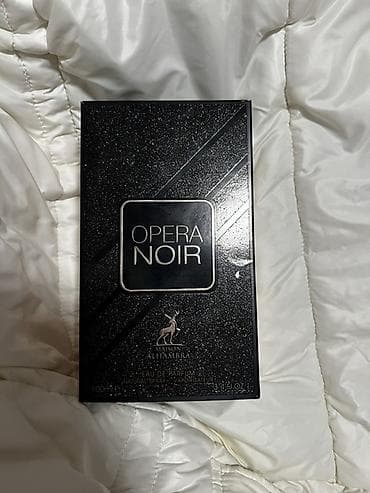 OPERA
NOIR
MAISON
ALHAMBRA
EAU DE PARFUM